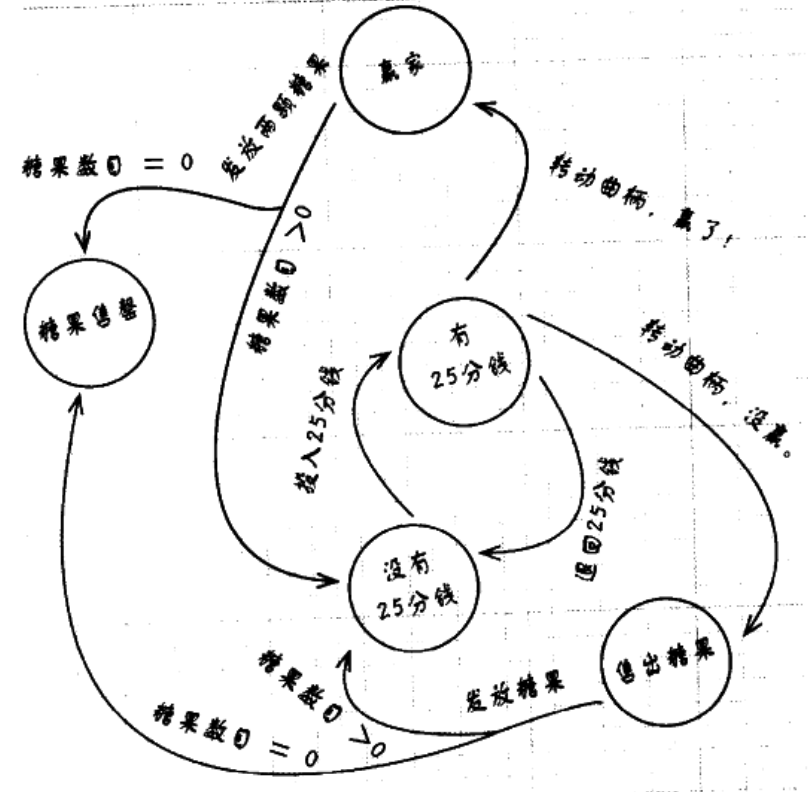 赢家
发放两颗糖果
糖果数目 = 0
转动曲柄，赢了！
糖果数目 >0
糖果售罄
有
25分钱
转动曲柄，没赢。
投入25分钱
退回25分钱
没有
25分钱
售出糖果
糖果数目 >0
发放糖果
糖果数目 = 0